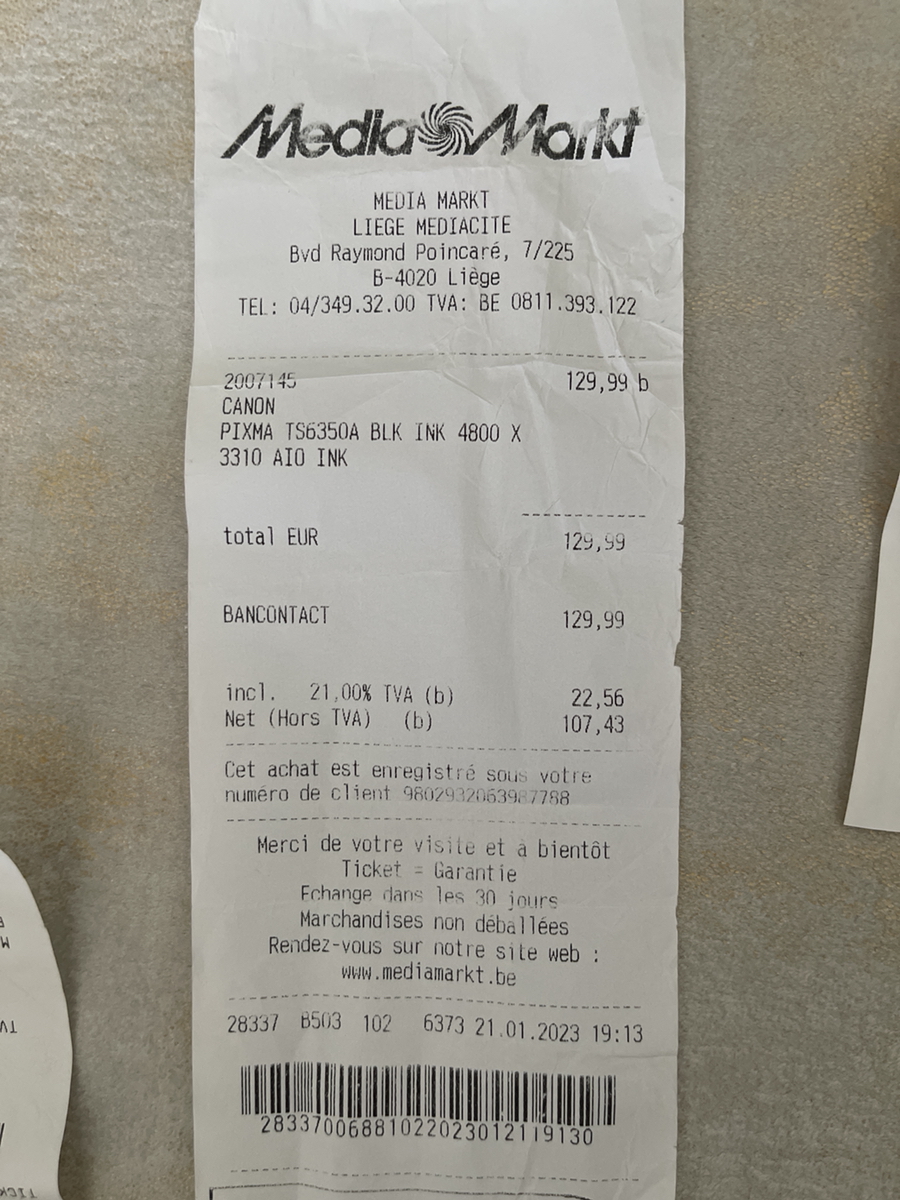 Media Markt
MEDIA MARKT
LIEGE MEDIACITE
Bvd Raymond Poincaré, 7/225
B-4020 Liège
TEL: 04/349.32.00 TVA: BE 0811.393.122
2007145 129,99 b
CANON
PIXMA TS6350A BLK INK 4800 X
3310 AIO INK
total EUR 129,99
BANCONTACT 129,99
incl. 21,00% TVA (b) 22,56
Net (Hors TVA) (b) 107,43
Cet achat est enregistré sous votre
numéro de client 9802932063987788
Merci de votre visite et à bientôt
Ticket = Garantie
Echange dans les 30 jours
Marchandises non déballées
Rendez-vous sur notre site web :
www.mediamarkt.be
28337 B503 102 6373 21.01.2023 19:13
2833700688102202301211913​0
TV